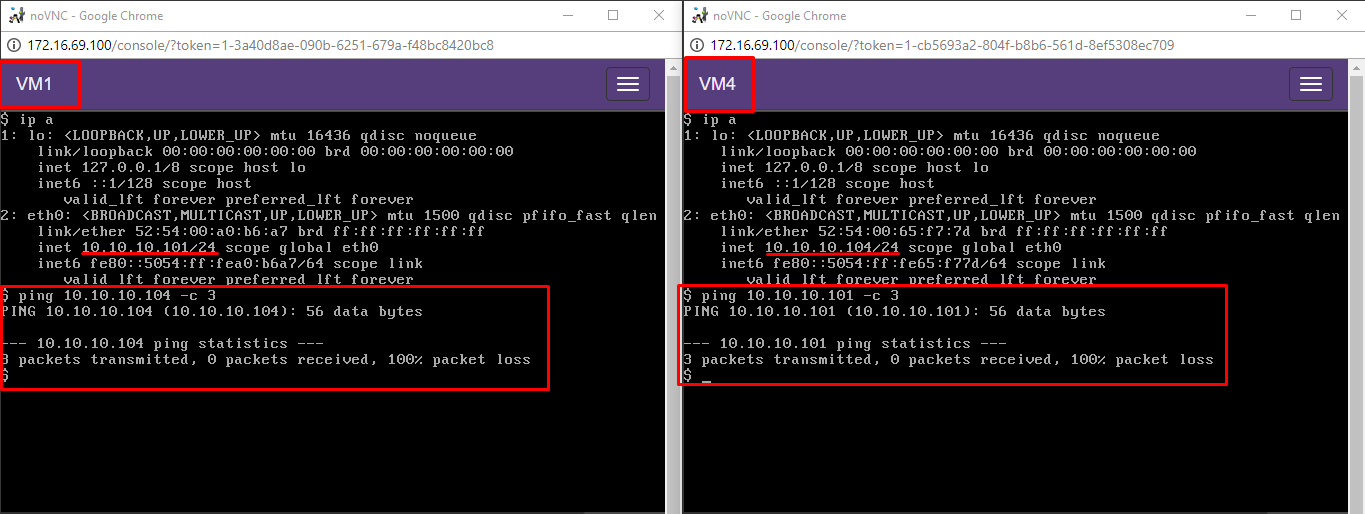 noVNC - Google Chrome
172.16.69.100/console/?token=1-3a40d8ae-090b-6251-679a-f48bc8420bc8
VM1
$ ip a
1: lo: <LOOPBACK,UP,LOWER_UP> mtu 16436 qdisc noqueue
link/loopback 00:00:00:00:00:00 brd 00:00:00:00:00:00
inet 127.0.0.1/8 scope host lo
inet6 ::1/128 scope host
valid_lft forever preferred_lft forever
2: eth0: <BROADCAST,MULTICAST,UP,LOWER_UP> mtu 1500 qdisc pfifo_fast qlen
link/ether 52:54:00:a0:b6:a7 brd ff:ff:ff:ff:ff:ff
inet 10.10.10.101/24 scope global eth0
inet6 fe80::5054:ff:fea0:b6a7/64 scope link
valid_lft forever preferred_lft forever
$ ping 10.10.10.104 -c 3
PING 10.10.10.104 (10.10.10.104): 56 data bytes
--- 10.10.10.104 ping statistics ---
3 packets transmitted, 0 packets received, 100% packet loss
$
noVNC - Google Chrome
172.16.69.100/console/?token=1-cb5693a2-804f-b8b6-561d-8ef5308ec709
VM4
$ ip a
1: lo: <LOOPBACK,UP,LOWER_UP> mtu 16436 qdisc noqueue
link/loopback 00:00:00:00:00:00 brd 00:00:00:00:00:00
inet 127.0.0.1/8 scope host lo
inet6 ::1/128 scope host
valid_lft forever preferred_lft forever
2: eth0: <BROADCAST,MULTICAST,UP,LOWER_UP> mtu 1500 qdisc pfifo_fast qlen
link/ether 52:54:00:65:f7:7d brd ff:ff:ff:ff:ff:ff
inet 10.10.10.104/24 scope global eth0
inet6 fe80::5054:ff:fe65:f77d/64 scope link
valid_lft forever preferred_lft forever
$ ping 10.10.10.101 -c 3
PING 10.10.10.101 (10.10.10.101): 56 data bytes
--- 10.10.10.101 ping statistics ---
3 packets transmitted, 0 packets received, 100% packet loss
$ _